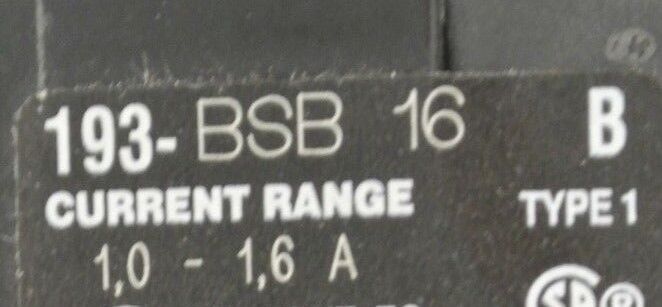 193-BSB 16 B
CURRENT RANGE TYPE 1
1,0 - 1,6 A